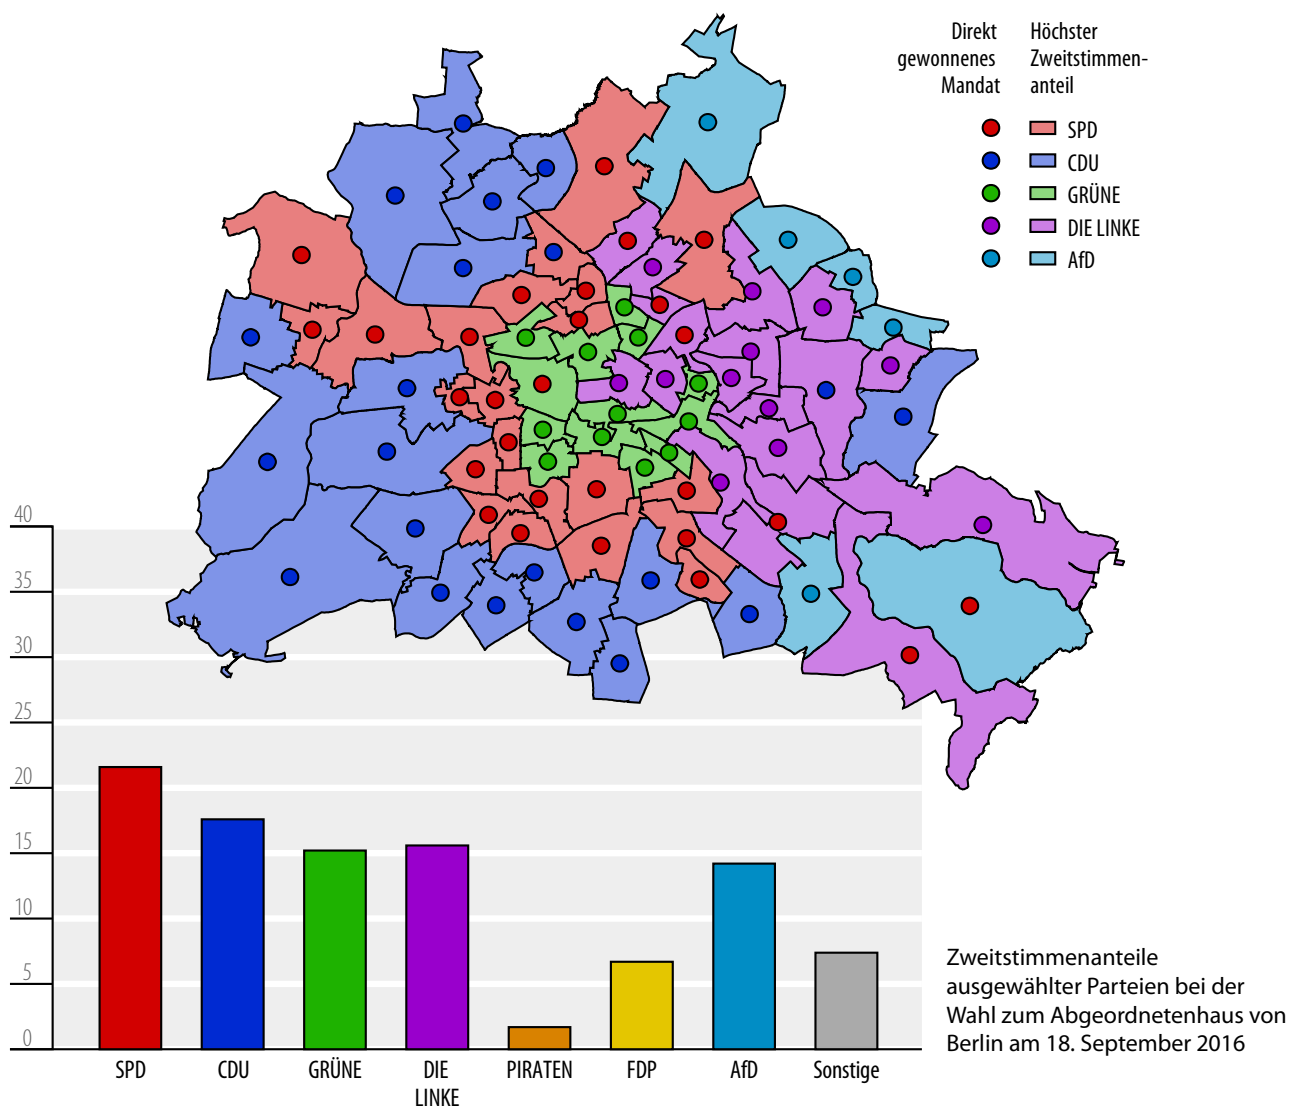 Direkt
gewonnenes
Mandat
Höchster
Zweitstimmen-
anteil
SPD
CDU
GRÜNE
DIE LINKE
AfD
40
35
30
25
20
15
10
5
0
SPD
CDU
GRÜNE
DIE
LINKE
PIRATEN
FDP
AfD
Sonstige
Zweitstimmenanteile
ausgewählter Parteien bei der
Wahl zum Abgeordnetenhaus von
Berlin am 18. September 2016